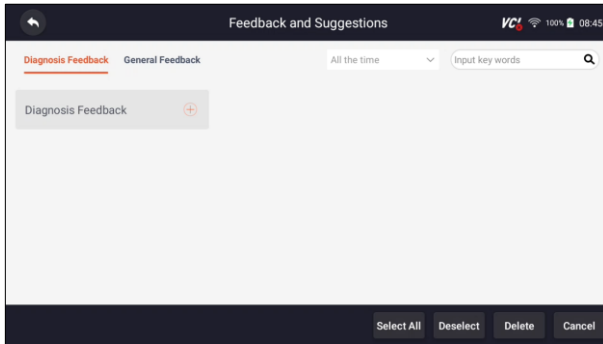 Feedback and Suggestions VCI 100% 08:45
Diagnosis Feedback General Feedback All the time Input key words
Diagnosis Feedback
Select All Deselect Delete Cancel